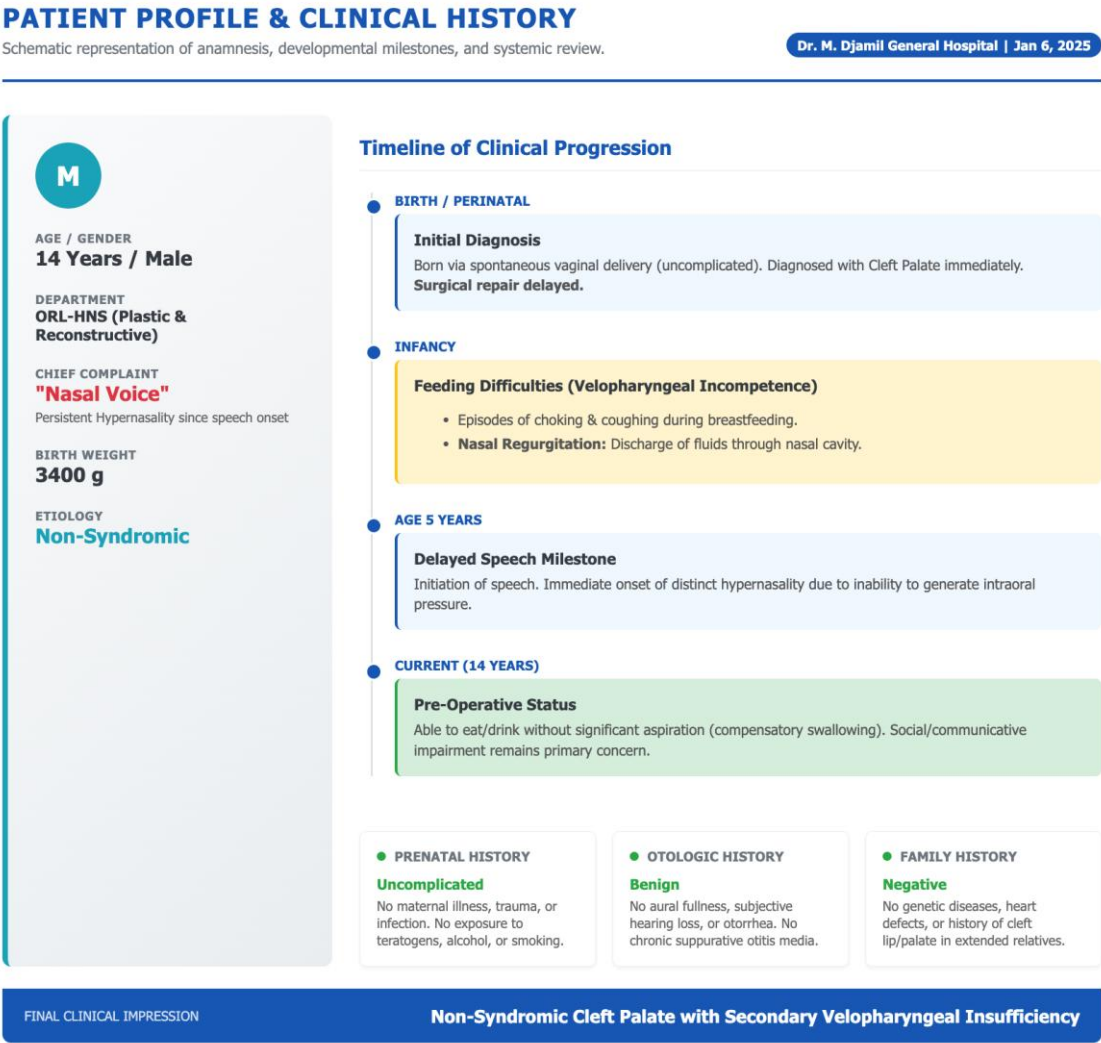 PATIENT PROFILE & CLINICAL HISTORY
Schematic representation of anamnesis, developmental milestones, and systemic review.
Dr. M. Djamil General Hospital | Jan 6, 2025
M
AGE / GENDER
14 Years / Male
DEPARTMENT
ORL-HNS (Plastic &
Reconstructive)
CHIEF COMPLAINT
"Nasal Voice"
Persistent Hypernasality since speech onset
BIRTH WEIGHT
3400 g
ETIOLOGY
Non-Syndromic
Timeline of Clinical Progression
BIRTH / PERINATAL
Initial Diagnosis
Born via spontaneous vaginal delivery (uncomplicated). Diagnosed with Cleft Palate immediately.
Surgical repair delayed.
INFANCY
Feeding Difficulties (Velopharyngeal Incompetence)
• Episodes of choking & coughing during breastfeeding.
• Nasal Regurgitation: Discharge of fluids through nasal cavity.
AGE 5 YEARS
Delayed Speech Milestone
Initiation of speech. Immediate onset of distinct hypernasality due to inability to generate intraoral
pressure.
CURRENT (14 YEARS)
Pre-Operative Status
Able to eat/drink without significant aspiration (compensatory swallowing). Social/communicative
impairment remains primary concern.
PRENATAL HISTORY
Uncomplicated
No maternal illness, trauma, or
infection. No exposure to
teratogens, alcohol, or smoking.
OTOLOGIC HISTORY
Benign
No aural fullness, subjective
hearing loss, or otorrhea. No
chronic suppurative otitis media.
FAMILY HISTORY
Negative
No genetic diseases, heart
defects, or history of cleft
lip/palate in extended relatives.
FINAL CLINICAL IMPRESSION
Non-Syndromic Cleft Palate with Secondary Velopharyngeal Insufficiency